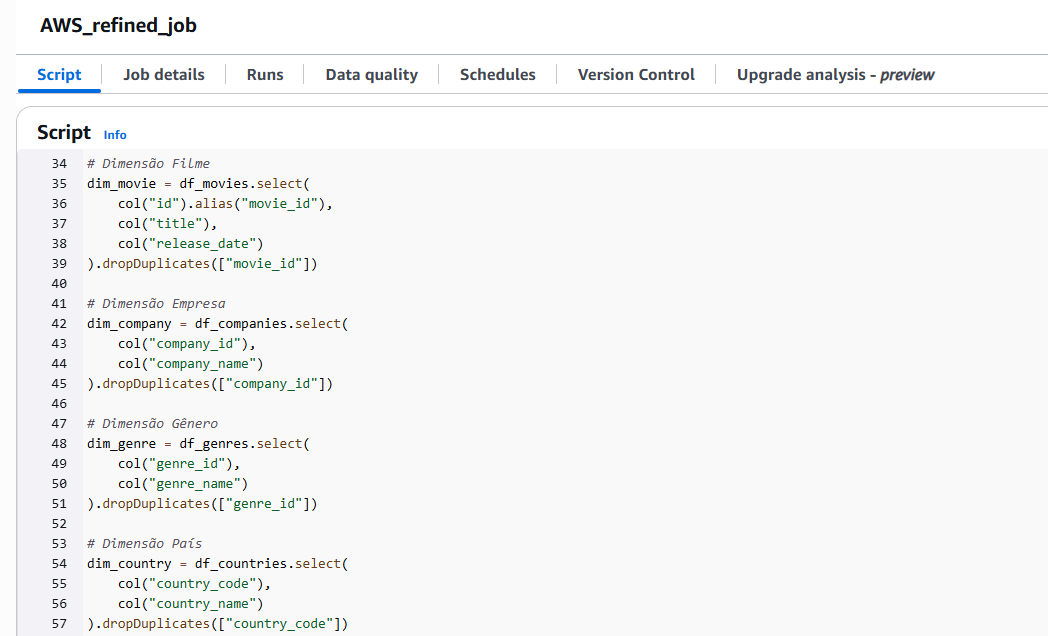 AWS_refined_job
Script Job details Runs Data quality Schedules Version Control Upgrade analysis - preview
Script Info
34 # Dimensão Filme
35 dim_movie = df_movies.select(
36     col("id").alias("movie_id"),
37     col("title"),
38     col("release_date")
39 ).dropDuplicates(["movie_id"])
40
41 # Dimensão Empresa
42 dim_company = df_companies.select(
43     col("company_id"),
44     col("company_name")
45 ).dropDuplicates(["company_id"])
46
47 # Dimensão Gênero
48 dim_genre = df_genres.select(
49     col("genre_id"),
50     col("genre_name")
51 ).dropDuplicates(["genre_id"])
52
53 # Dimensão País
54 dim_country = df_countries.select(
55     col("country_code"),
56     col("country_name")
57 ).dropDuplicates(["country_code"])